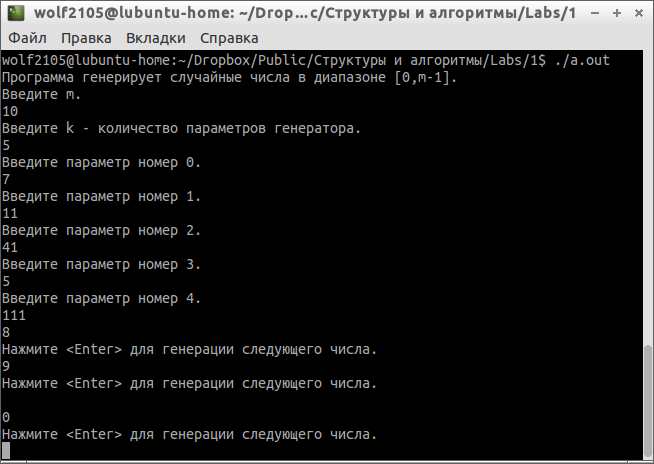 wolf2105@lubuntu-home: ~/Drop...c/Структуры и алгоритмы/Labs/1
Файл Правка Вкладки Справка
wolf2105@lubuntu-home:~/Dropbox/Public/Структуры и алгоритмы/Labs/1$ ./a.out
Программа генерирует случайные числа в диапазоне [0,m-1].
Введите m.
10
Введите k - количество параметров генератора.
5
Введите параметр номер 0.
7
Введите параметр номер 1.
11
Введите параметр номер 2.
41
Введите параметр номер 3.
5
Введите параметр номер 4.
111
8
Нажмите <Enter> для генерации следующего числа.
9
Нажмите <Enter> для генерации следующего числа.
0
Нажмите <Enter> для генерации следующего числа.